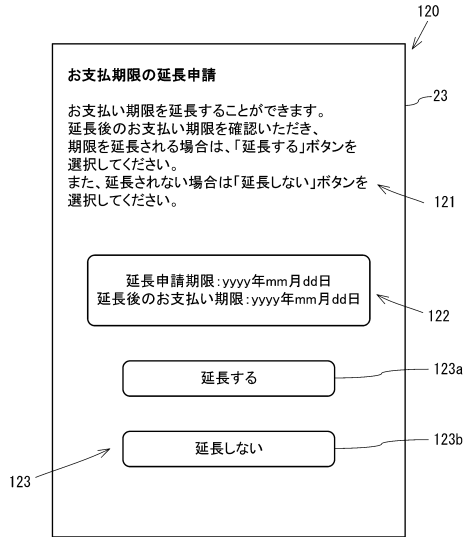 120
お支払期限の延長申請
23
お支払い期限を延長することができます。
延長後のお支払い期限を確認いただき、
期限を延長される場合は、「延長する」ボタンを
選択してください。
また、延長されない場合は「延長しない」ボタンを
選択してください。
121
延長申請期限：yyyy年mm月dd日
延長後のお支払い期限：yyyy年mm月dd日
122
延長する
123a
延長しない
123b
123